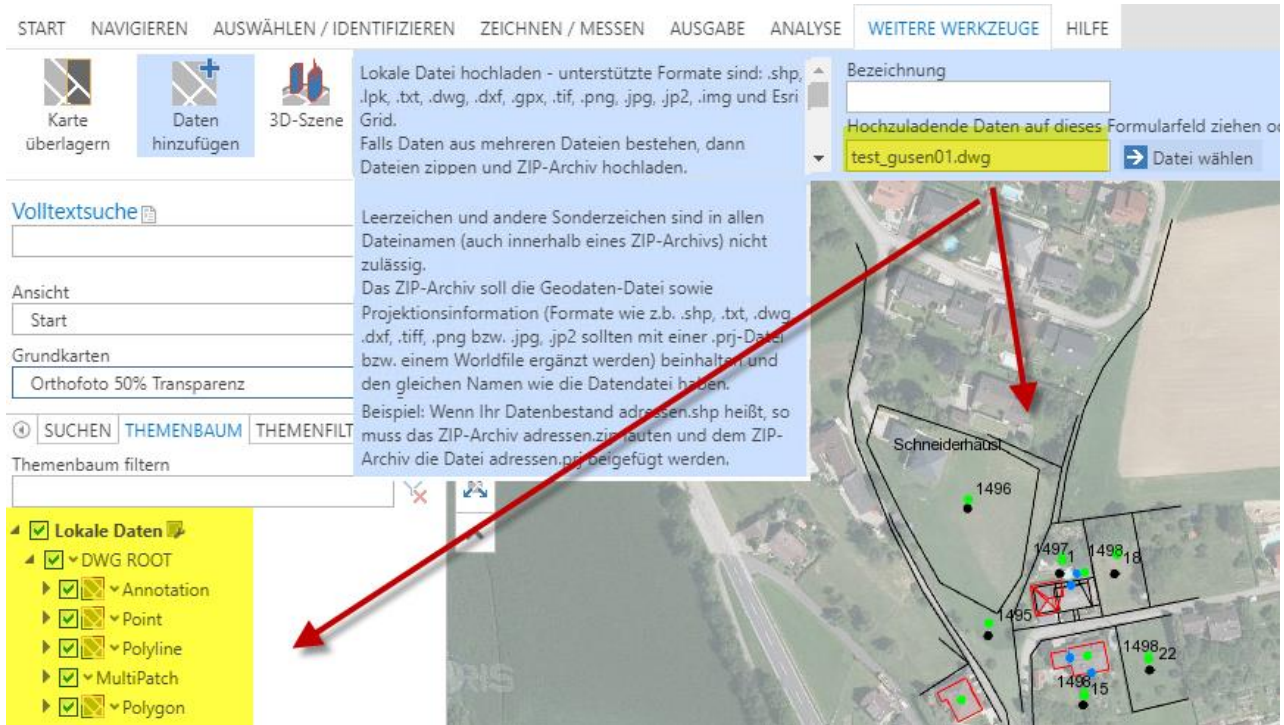 START NAVIGIEREN AUSWÄHLEN / IDENTIFIZIEREN ZEICHNEN / MESSEN AUSGABE ANALYSE WEITERE WERKZEUGE HILFE
Karte
überlagern
Daten
hinzufügen
3D-Szene
Lokale Datei hochladen - unterstützte Formate sind: .shp,
.lpk, .txt, .dwg, .dxf, .gpx, .tif, .png, .jpg, .jp2, .img und Esri
Grid.
Falls Daten aus mehreren Dateien bestehen, dann
Dateien zippen und ZIP-Archiv hochladen.
Leerzeichen und andere Sonderzeichen sind in allen
Dateinamen (auch innerhalb eines ZIP-Archivs) nicht
zulässig.
Das ZIP-Archiv soll die Geodaten-Datei sowie
Projektionsinformation (Formate wie z.b. .shp, .txt, .dwg,
.dxf, .tiff, .png bzw. .jpg, .jp2 sollten mit einer .prj-Datei
bzw. einem Worldfile ergänzt werden) beinhalten und
den gleichen Namen wie die Datendatei haben.
Beispiel: Wenn Ihr Datenbestand adressen.shp heißt, so
muss das ZIP-Archiv adressen.zip lauten und dem ZIP-
Archiv die Datei adressen.prj beigefügt werden.
Bezeichnung
Hochzuladende Daten auf dieses Formularfeld ziehen od
test_gusen01.dwg
Datei wählen
Volltextsuche
Ansicht
Start
Grundkarten
Orthofoto 50% Transparenz
SUCHEN THEMENBAUM THEMENFILT
Themenbaum filtern
Lokale Daten
DWG ROOT
Annotation
Point
Polyline
MultiPatch
Polygon
Schneiderhäusl
1496
1497 1 1498 18
1495
1498 22
1498 15